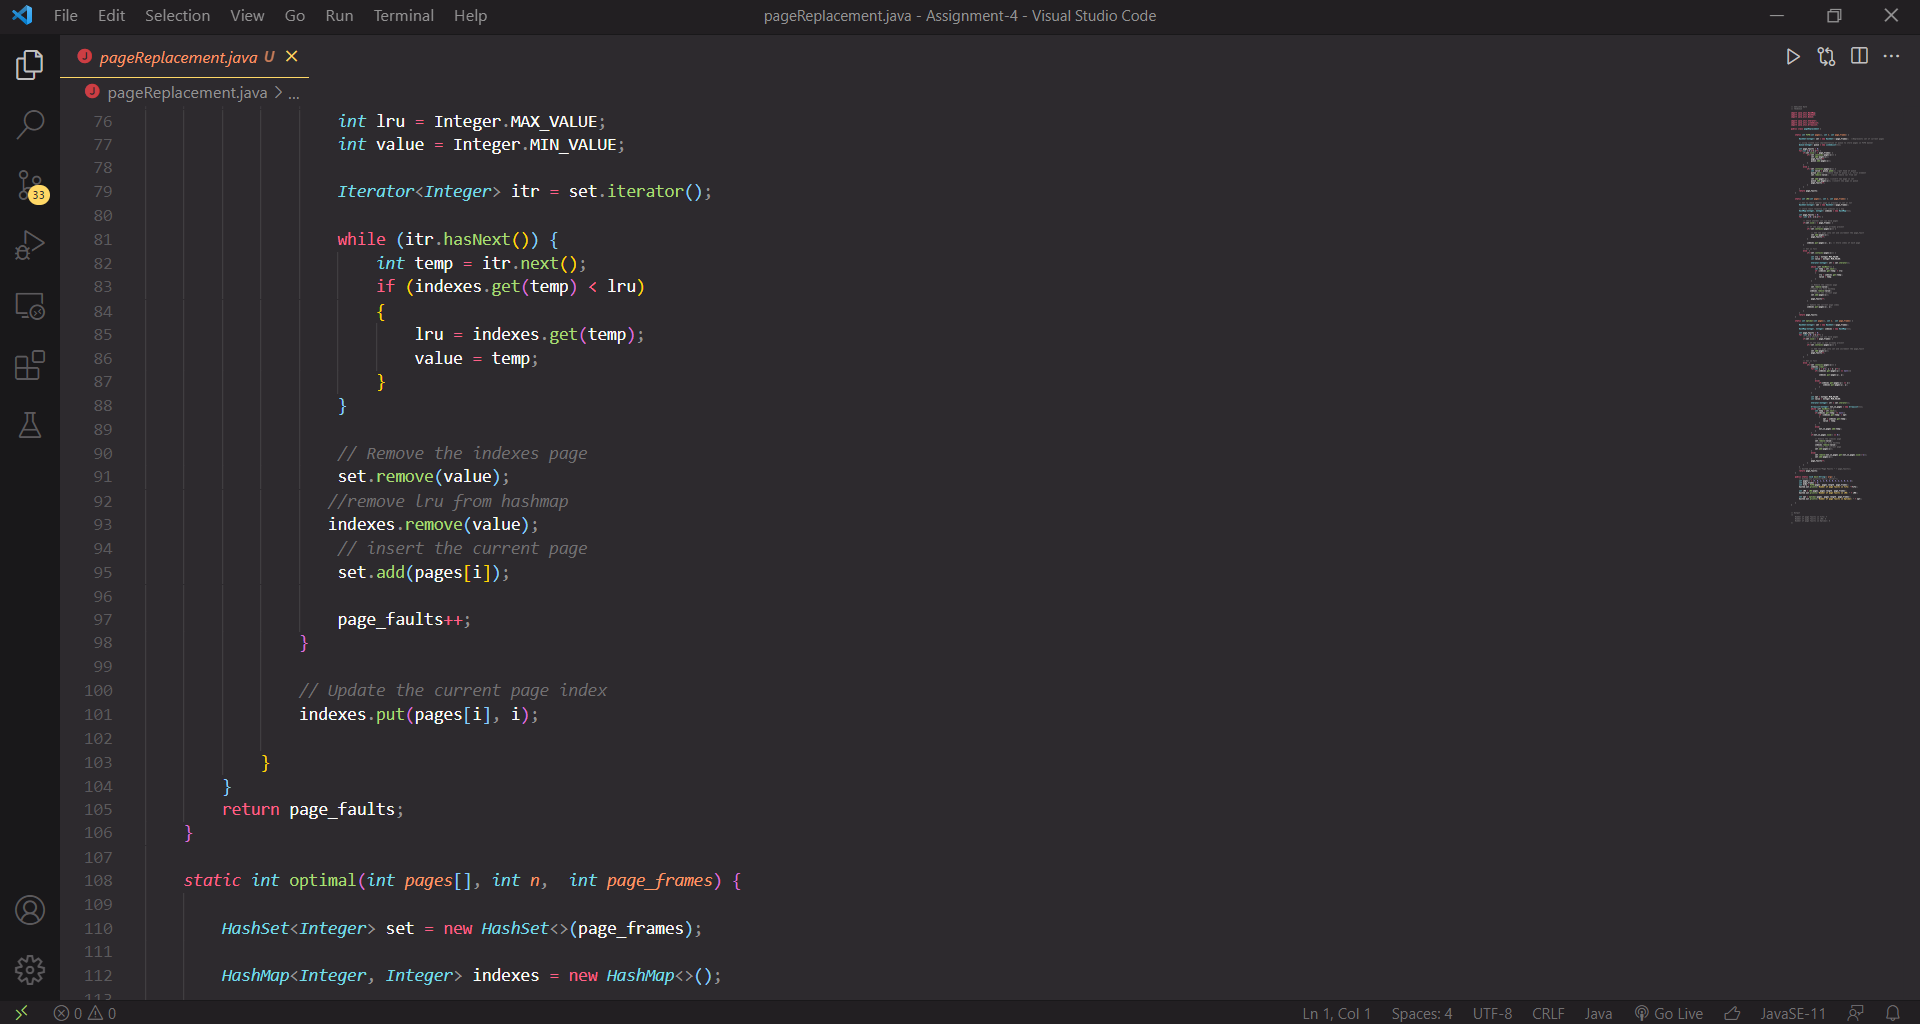 File Edit Selection View Go Run Terminal Help
pageReplacement.java - Assignment-4 - Visual Studio Code
J pageReplacement.java U
J pageReplacement.java > ...
33
76 int lru = Integer.MAX_VALUE;
77 int value = Integer.MIN_VALUE;
78
79 Iterator<Integer> itr = set.iterator();
80
81 while (itr.hasNext()) {
82 int temp = itr.next();
83 if (indexes.get(temp) < lru)
84 {
85 lru = indexes.get(temp);
86 value = temp;
87 }
88 }
89
90 // Remove the indexes page
91 set.remove(value);
92 //remove lru from hashmap
93 indexes.remove(value);
94 // insert the current page
95 set.add(pages[i]);
96
97 page_faults++;
98 }
99
100 // Update the current page index
101 indexes.put(pages[i], i);
102
103 }
104 }
105 return page_faults;
106 }
107
108 static int optimal(int pages[], int n,  int page_frames) {
109
110 HashSet<Integer> set = new HashSet<>(page_frames);
111
112 HashMap<Integer, Integer> indexes = new HashMap<>();
113
0 0
Ln 1, Col 1 Spaces: 4 UTF-8 CRLF Java Go Live JavaSE-11